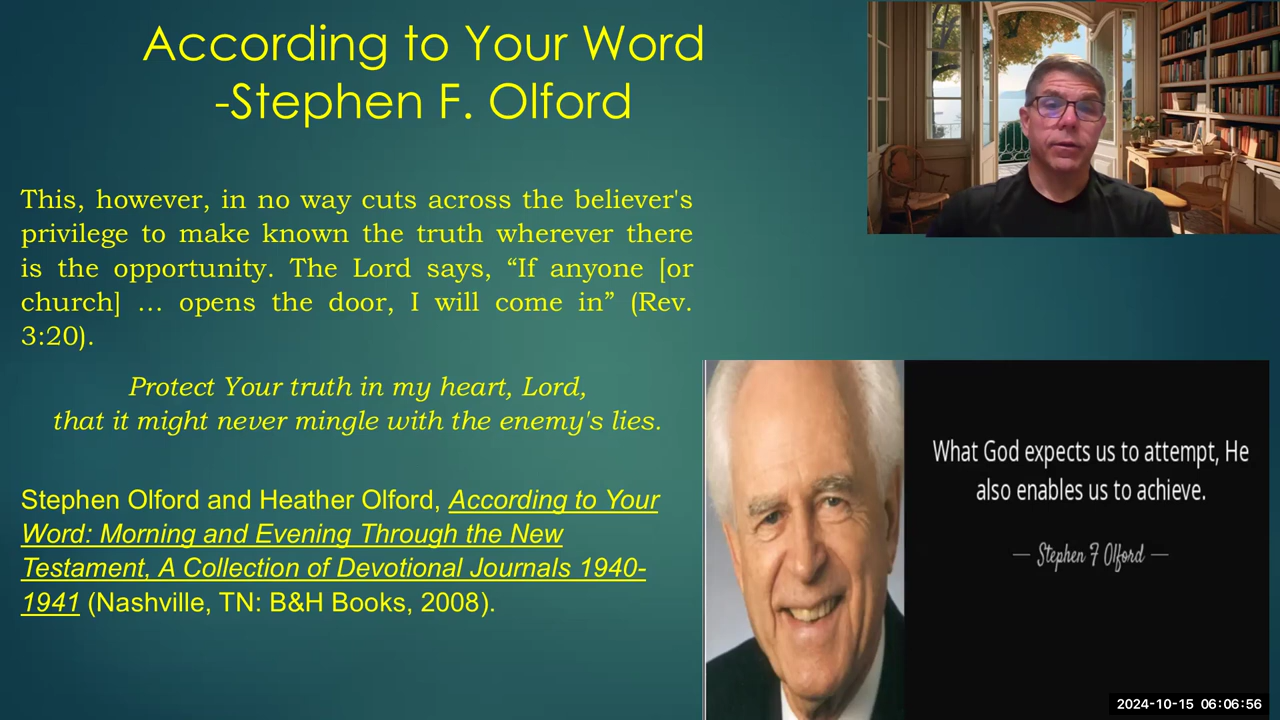 According to Your Word
-Stephen F. Olford
This, however, in no way cuts across the believer's
privilege to make known the truth wherever there
is the opportunity. The Lord says, “If anyone [or
church] … opens the door, I will come in” (Rev.
3:20).
Protect Your truth in my heart, Lord,
that it might never mingle with the enemy's lies.
Stephen Olford and Heather Olford, According to Your
Word: Morning and Evening Through the New
Testament, A Collection of Devotional Journals 1940-
1941 (Nashville, TN: B&H Books, 2008).
What God expects us to attempt, He
also enables us to achieve.
— Stephen F Olford —
2024-10-15 06:06:56